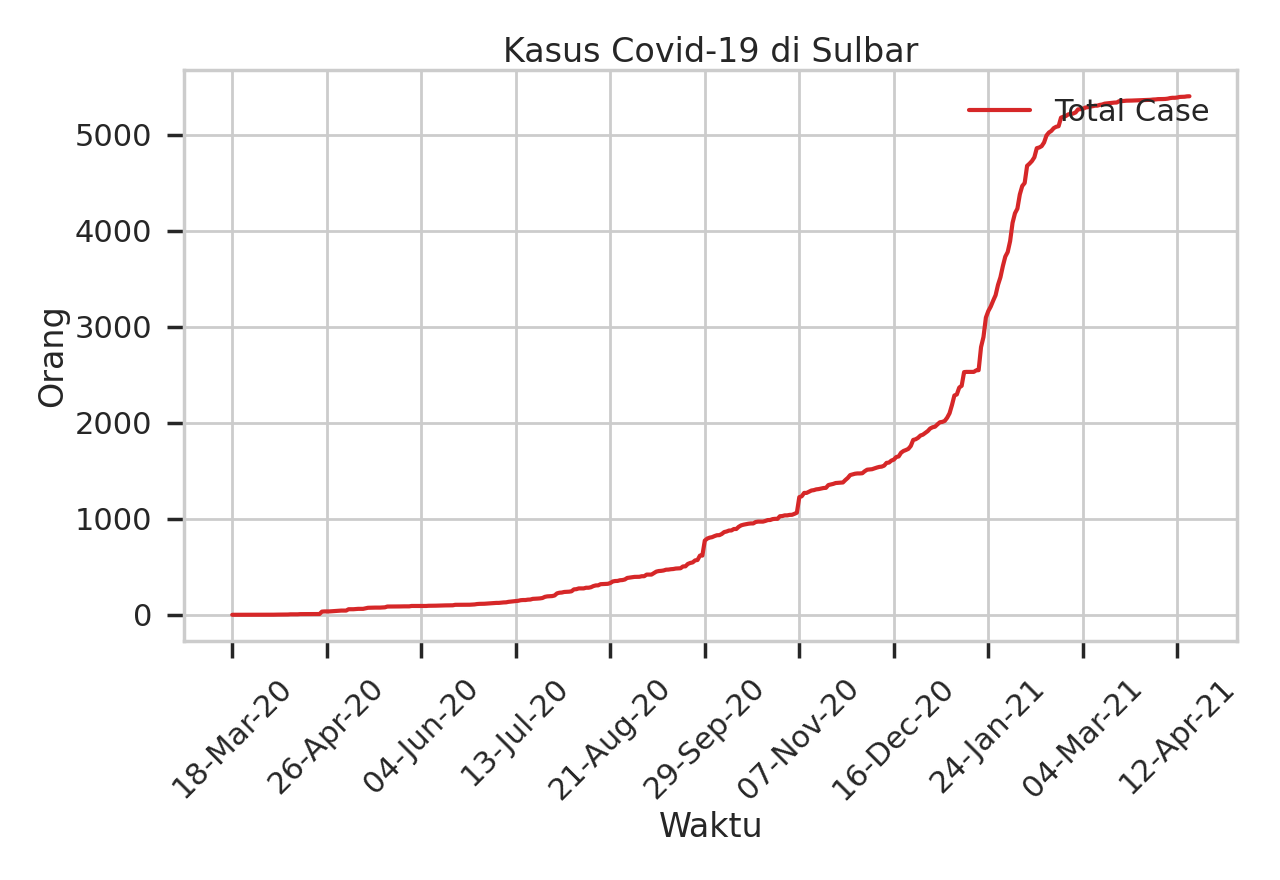 Kasus Covid-19 di Sulbar
Total Case
5000
4000
3000
2000
1000
0
Orang
18-Mar-20
26-Apr-20
04-Jun-20
13-Jul-20
21-Aug-20
29-Sep-20
07-Nov-20
16-Dec-20
24-Jan-21
04-Mar-21
12-Apr-21
Waktu